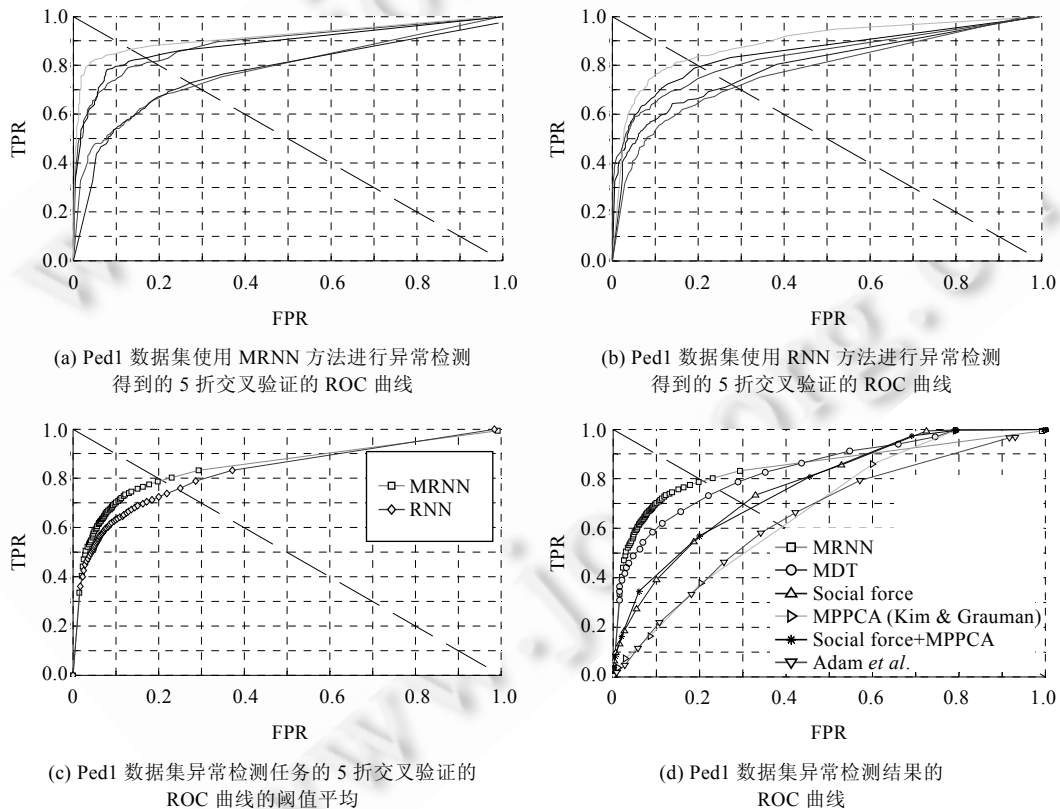 1.0
0.8
0.6
0.4
0.2
0.0
TPR
0 0.2 0.4 0.6 0.8 1.0
FPR
(a) Ped1 数据集使用 MRNN 方法进行异常检测
得到的 5 折交叉验证的 ROC 曲线
1.0
0.8
0.6
0.4
0.2
0.0
TPR
0 0.2 0.4 0.6 0.8 1.0
FPR
(b) Ped1 数据集使用 RNN 方法进行异常检测
得到的 5 折交叉验证的 ROC 曲线
1.0
0.8
0.6
0.4
0.2
0.0
TPR
MRNN
RNN
0 0.2 0.4 0.6 0.8 1.0
FPR
(c) Ped1 数据集异常检测任务的 5 折交叉验证的
ROC 曲线的阈值平均
1.0
0.8
0.6
0.4
0.2
0.0
TPR
MRNN
MDT
Social force
MPPCA (Kim & Grauman)
Social force+MPPCA
Adam et al.
0 0.2 0.4 0.6 0.8 1.0
FPR
(d) Ped1 数据集异常检测结果的
ROC 曲线